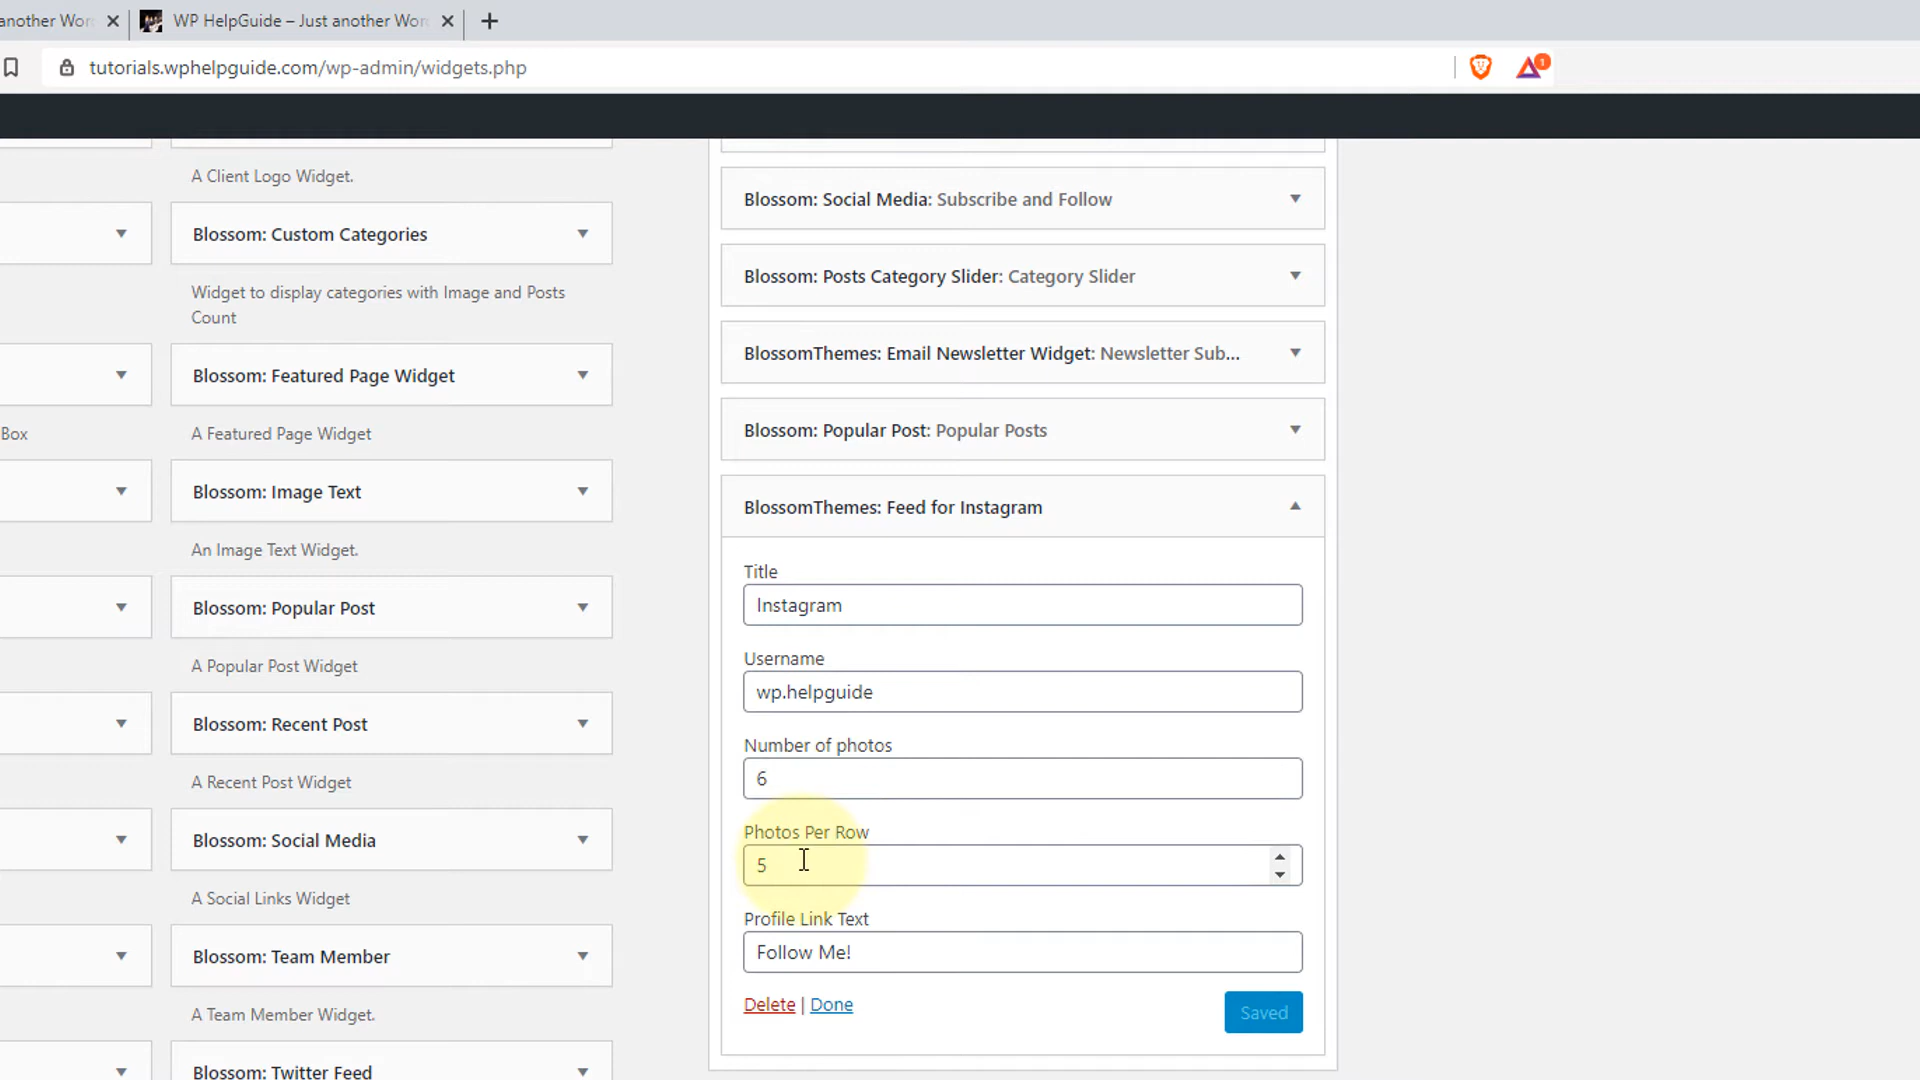 another Wor
WP HelpGuide – Just another Wor
tutorials.wphelpguide.com/wp-admin/widgets.php
1
A Client Logo Widget.
Blossom: Custom Categories
Widget to display categories with Image and Posts
Count
Blossom: Featured Page Widget
Box
A Featured Page Widget
Blossom: Image Text
An Image Text Widget.
Blossom: Popular Post
A Popular Post Widget
Blossom: Recent Post
A Recent Post Widget
Blossom: Social Media
A Social Links Widget
Blossom: Team Member
A Team Member Widget.
Blossom: Twitter Feed
Blossom: Social Media: Subscribe and Follow
Blossom: Posts Category Slider: Category Slider
BlossomThemes: Email Newsletter Widget: Newsletter Sub...
Blossom: Popular Post: Popular Posts
BlossomThemes: Feed for Instagram
Title
Instagram
Username
wp.helpguide
Number of photos
6
Photos Per Row
5
Profile Link Text
Follow Me!
Delete | Done
Saved